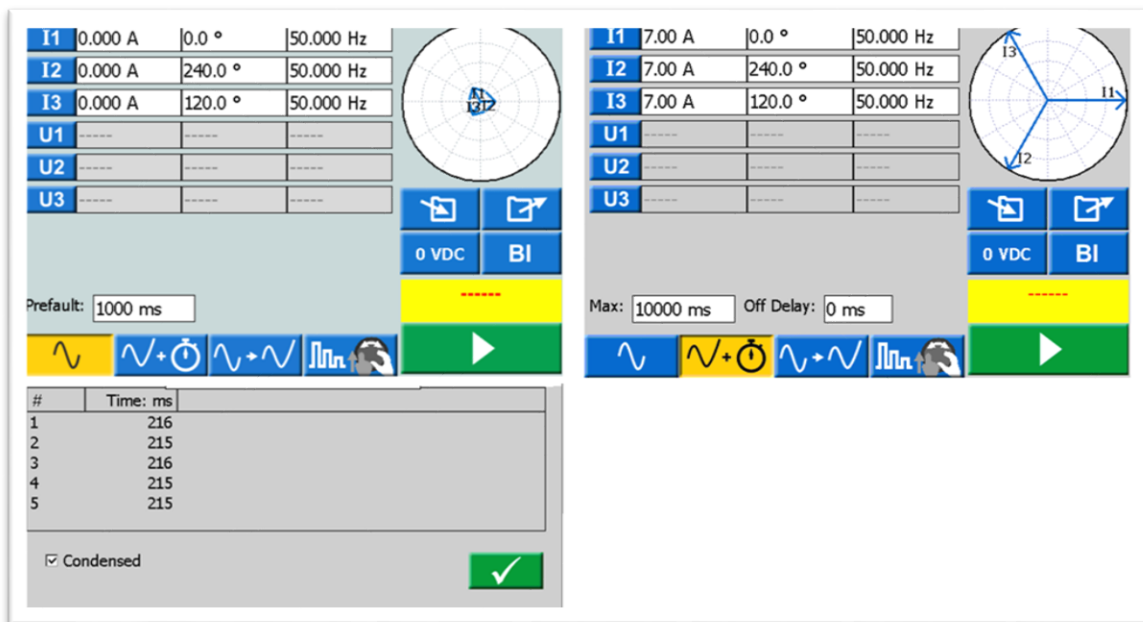 I1 0.000 A 0.0 ° 50.000 Hz
I2 0.000 A 240.0 ° 50.000 Hz
I3 0.000 A 120.0 ° 50.000 Hz
U1 ----- ----- -----
U2 ----- ----- -----
U3 ----- ----- -----
I1
I3 I2
0 VDC BI
------
Prefault: 1000 ms
I1 7.00 A 0.0 ° 50.000 Hz
I2 7.00 A 240.0 ° 50.000 Hz
I3 7.00 A 120.0 ° 50.000 Hz
U1 ----- ----- -----
U2 ----- ----- -----
U3 ----- ----- -----
I3
I1
I2
0 VDC BI
------
Max: 10000 ms Off Delay: 0 ms
# Time: ms
1 216
2 215
3 216
4 215
5 215
Condensed